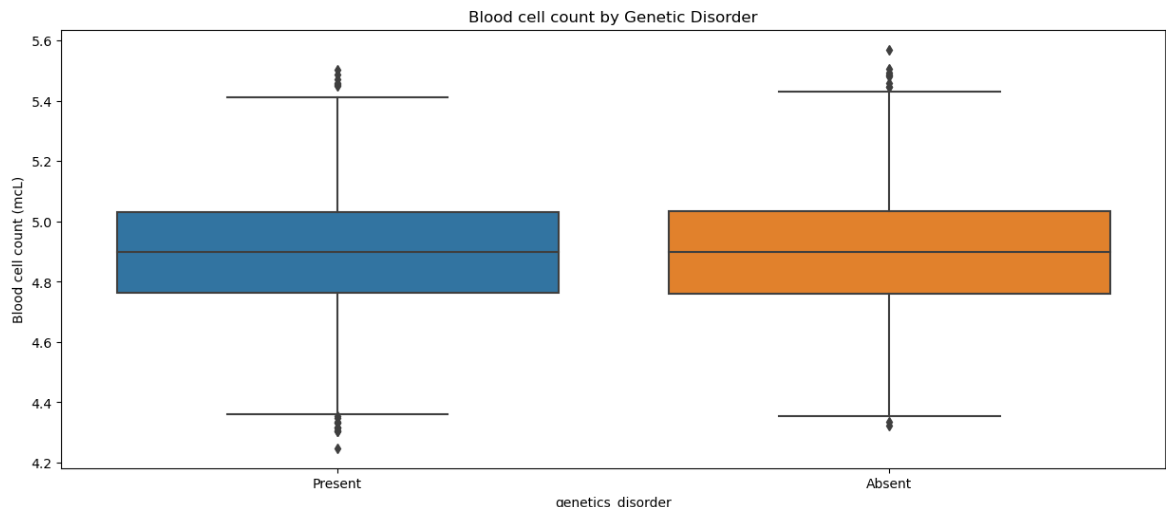 Blood cell count by Genetic Disorder
Blood cell count (mcL)
5.6
5.4
5.2
5.0
4.8
4.6
4.4
4.2
Present
Absent
genetics_disorder